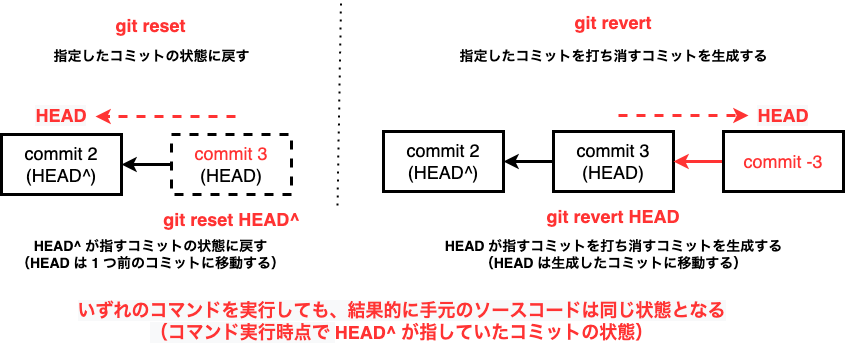 git reset
指定したコミットの状態に戻す
HEAD
commit 2
(HEAD^)
commit 3
(HEAD)
git reset HEAD^
HEAD^ が指すコミットの状態に戻す
（HEAD は 1 つ前のコミットに移動する）
git revert
指定したコミットを打ち消すコミットを生成する
HEAD
commit 2
(HEAD^)
commit 3
(HEAD)
commit -3
git revert HEAD
HEAD が指すコミットを打ち消すコミットを生成する
（HEAD は生成したコミットに移動する）
いずれのコマンドを実行しても、結果的に手元のソースコードは同じ状態となる
（コマンド実行時点で HEAD^ が指していたコミットの状態）